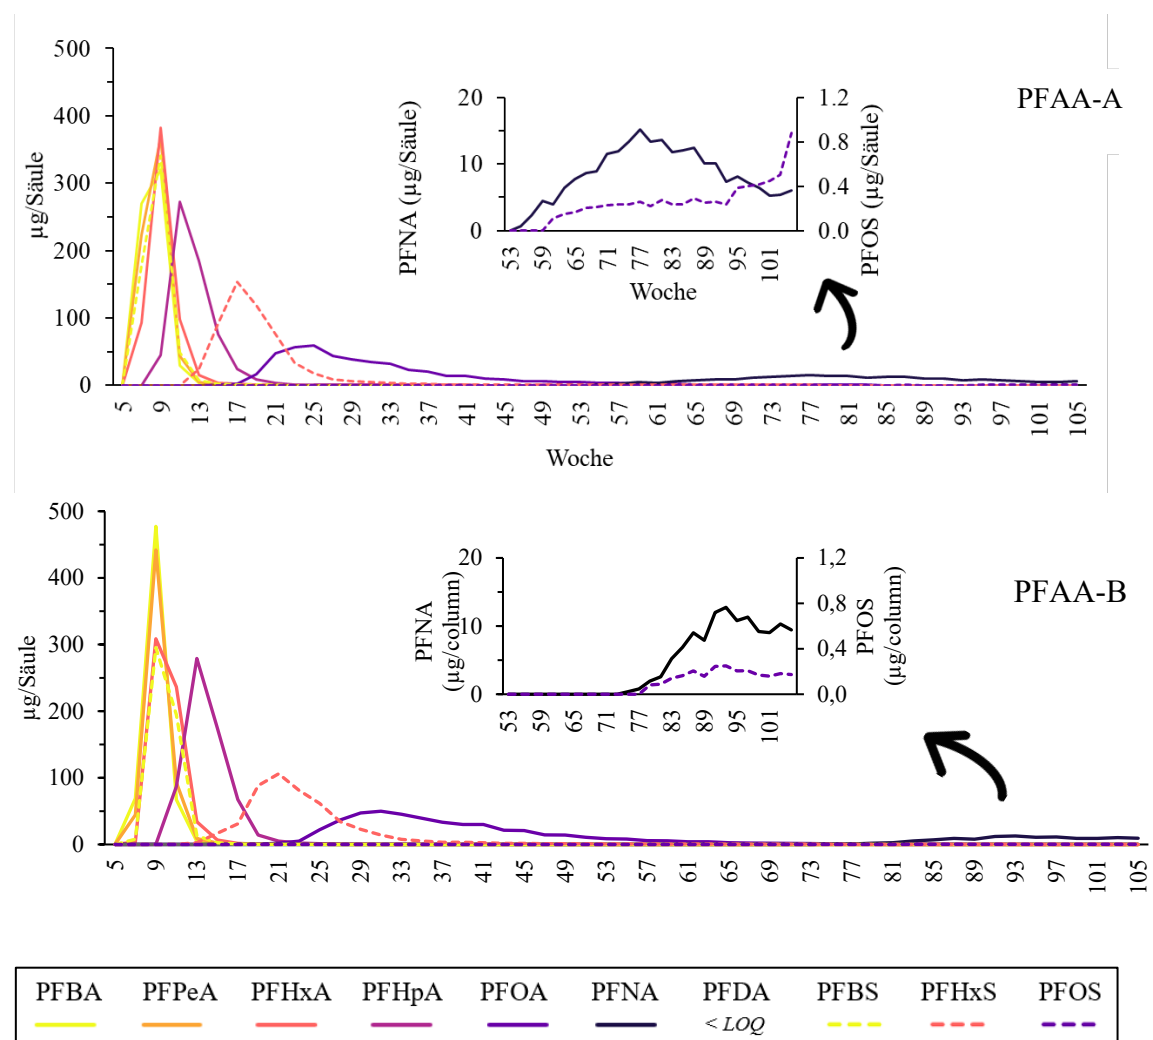 PFAA-A
500
400
300
200
100
0
µg/Säule
5 9 13 17 21 25 29 33 37 41 45 49 53 57 61 65 69 73 77 81 85 89 93 97 101 105
Woche
20
10
0
PFNA (µg/Säule)
1.2
0.8
0.4
0.0
PFOS (µg/Säule)
53 59 65 71 77 83 89 95 101
Woche
PFAA-B
500
400
300
200
100
0
µg/Säule
5 9 13 17 21 25 29 33 37 41 45 49 53 57 61 65 69 73 77 81 85 89 93 97 101 105
20
10
0
PFNA
(µg/column)
1,2
0,8
0,4
0,0
PFOS
(µg/column)
53 59 65 71 77 83 89 95 101
PFBA PFPeA PFHxA PFHpA PFOA PFNA PFDA PFBS PFHxS PFOS
< LOQ